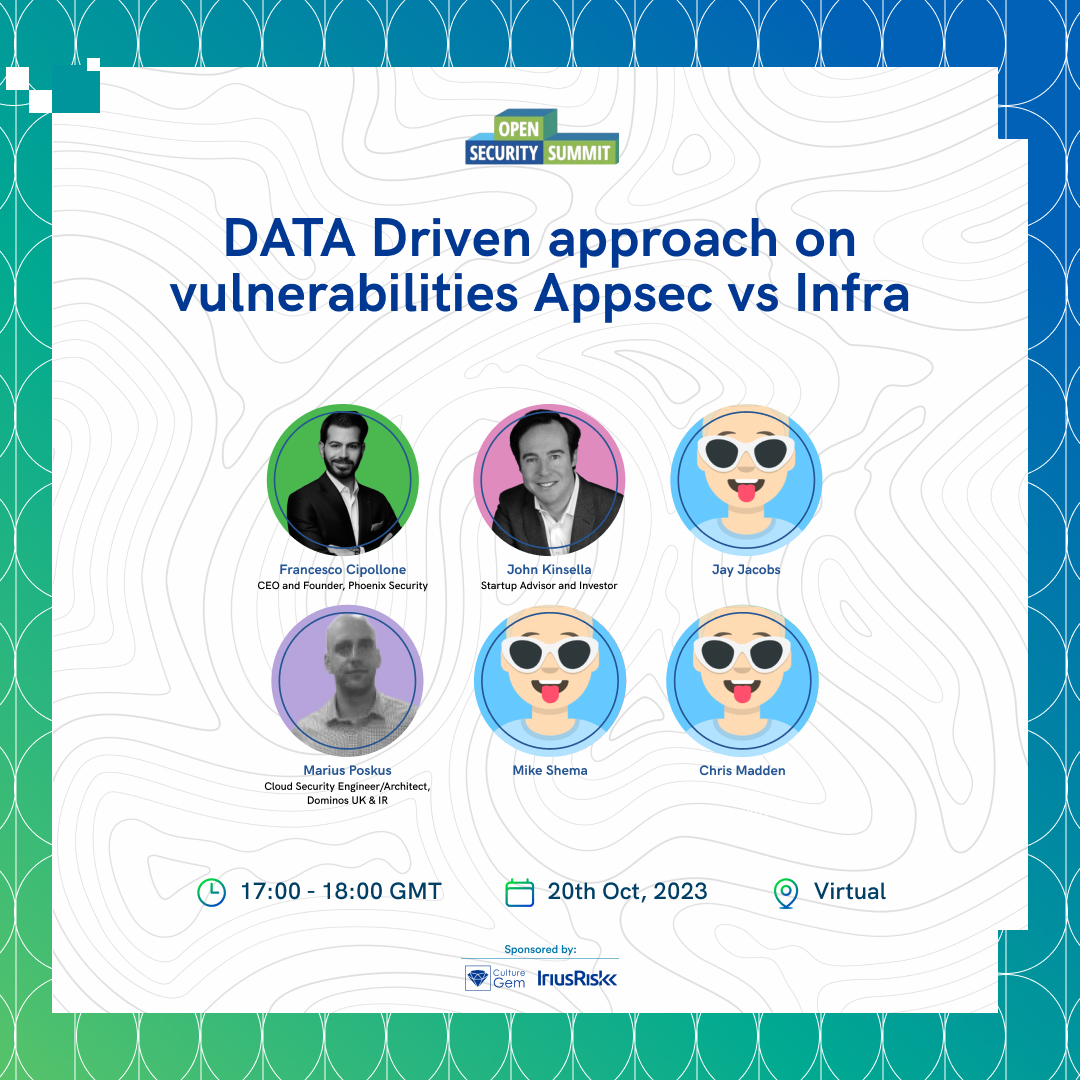 OPEN
SECURITY SUMMIT
DATA Driven approach on
vulnerabilities Appsec vs Infra
Francesco Cipollone
CEO and Founder, Phoenix Security
John Kinsella
Startup Advisor and Investor
Jay Jacobs
Marius Poskus
Cloud Security Engineer/Architect,
Dominos UK & IR
Mike Shema
Chris Madden
17:00 - 18:00 GMT
20th Oct, 2023
Virtual
Sponsored by:
Culture
Gem
IriusRisk